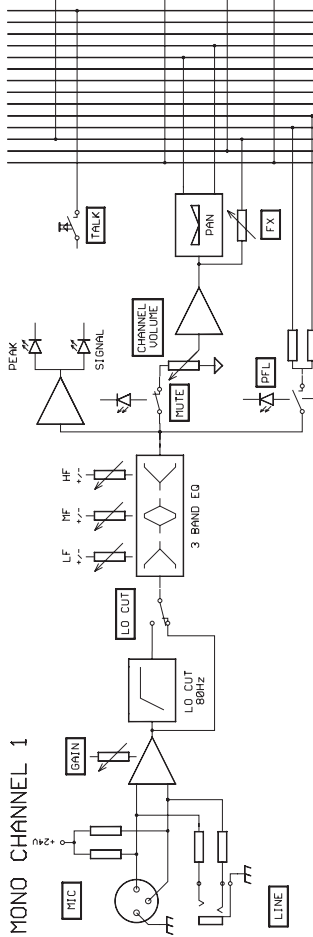 TALK
PAN
FX
CHANNEL
VOLUME
PEAK
SIGNAL
MUTE
PFL
HF
+/-
MF
+/-
LF
+/-
3 BAND EQ
LO CUT
LO CUT
80Hz
GAIN
+24V
MIC
LINE
MONO CHANNEL 1